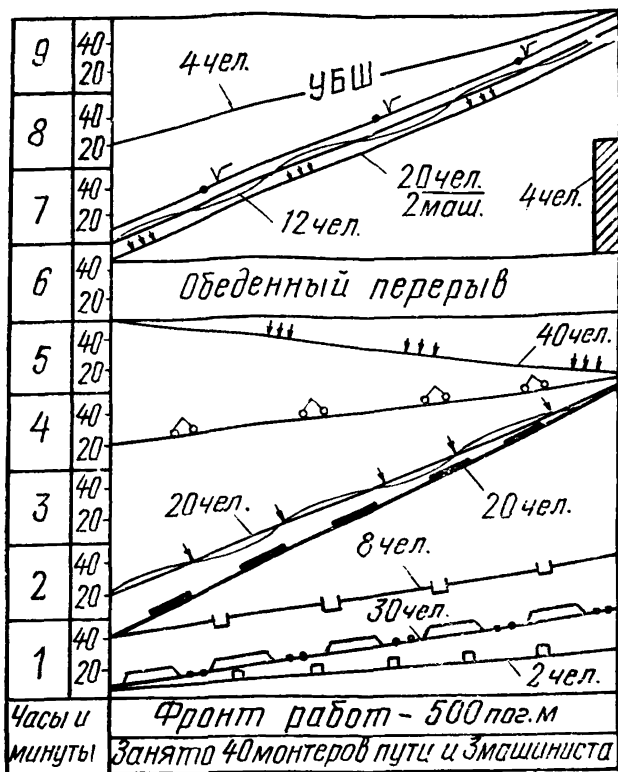 9
40
20
4 чел.
УБШ
8
40
20
20 чел.
2 маш.
4 чел.
7
40
20
12 чел.
6
40
20
Обеденный перерыв
5
40
20
40 чел.
4
40
20
3
40
20
20 чел.
20 чел.
2
40
20
8 чел.
30 чел.
1
40
20
2 чел.
Часы и
минуты
Фронт работ - 500 пог. м
Занято 40 монтеров пути и 3 машиниста